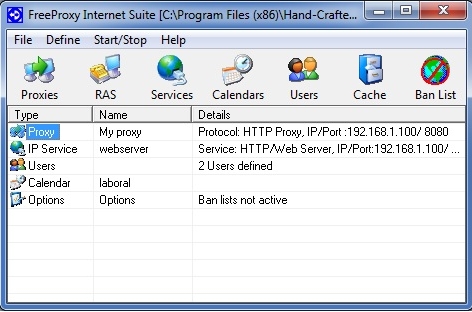 FreeProxy Internet Suite [C:\Program Files (x86)\Hand-Crafte...
File Define Start/Stop Help
Proxies RAS Services Calendars Users Cache Ban List
Type Name Details
Proxy My proxy Protocol: HTTP Proxy, IP/Port :192.168.1.100/ 8080
IP Service webserver Service: HTTP/Web Server, IP/Port:192.168.1.100/ ...
Users 2 Users defined
Calendar laboral
Options Options Ban lists not active